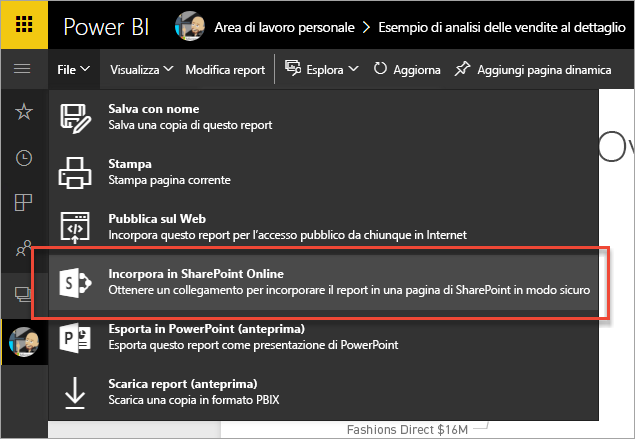 Power BI Area di lavoro personale > Esempio di analisi delle vendite al dettaglio
File Visualizza Modifica report Esplora Aggiorna Aggiungi pagina dinamica
Salva con nome
Salva una copia di questo report
Ov
Stampa
Stampa pagina corrente
Pubblica sul Web
Incorpora questo report per l'accesso pubblico da chiunque in Internet
Incorpora in SharePoint Online
Ottenere un collegamento per incorporare il report in una pagina di SharePoint in modo sicuro
Esporta in PowerPoint (anteprima)
Esporta questo report come presentazione di PowerPoint
Scarica report (anteprima)
Scarica una copia in formato PBIX
Fashions Direct $16M